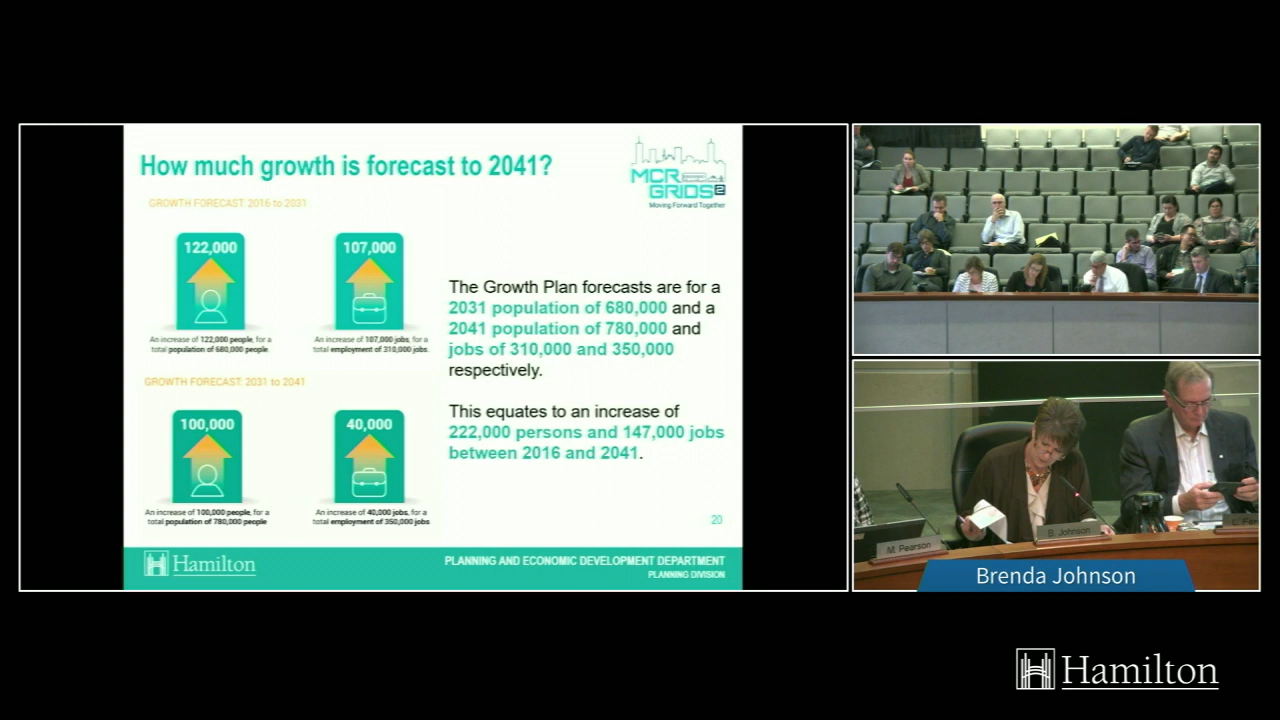 How much growth is forecast to 2041?
MCR
GRIDS2
Moving Forward Together
GROWTH FORECAST: 2016 to 2031
122,000
107,000
An increase of 122,000 people, for a
total population of 680,000 people.
An increase of 107,000 jobs, for a
total employment of 310,000 jobs.
GROWTH FORECAST: 2031 to 2041
100,000
40,000
An increase of 100,000 people, for a
total population of 780,000 people
An increase of 40,000 jobs, for a
total employment of 350,000 jobs
The Growth Plan forecasts are for a
2031 population of 680,000 and a
2041 population of 780,000 and
jobs of 310,000 and 350,000
respectively.
This equates to an increase of
222,000 persons and 147,000 jobs
between 2016 and 2041.
20
Hamilton
PLANNING AND ECONOMIC DEVELOPMENT DEPARTMENT
PLANNING DIVISION
M. Pearson
B. Johnson
Brenda Johnson
Hamilton